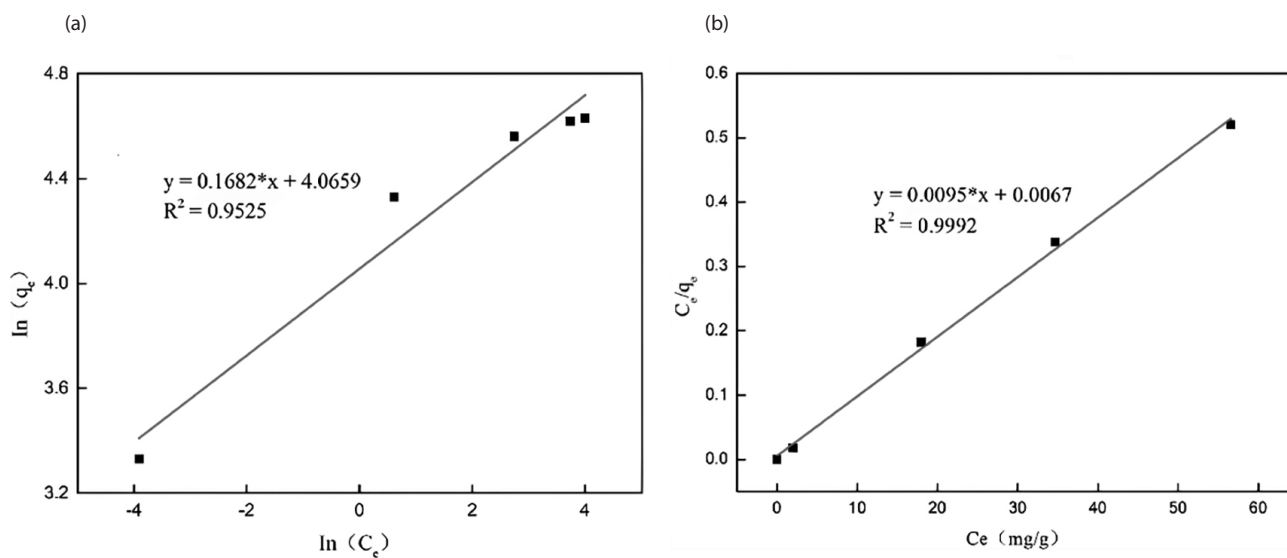 (a)
4.8
4.4
4.0
3.6
3.2
-4
-2
0
2
4
y = 0.1682*x + 4.0659
R² = 0.9525
ln（qe）
ln（Ce）
(b)
0.6
0.5
0.4
0.3
0.2
0.1
0.0
0
10
20
30
40
50
60
y = 0.0095*x + 0.0067
R² = 0.9992
Ce/qe
Ce（mg/g）